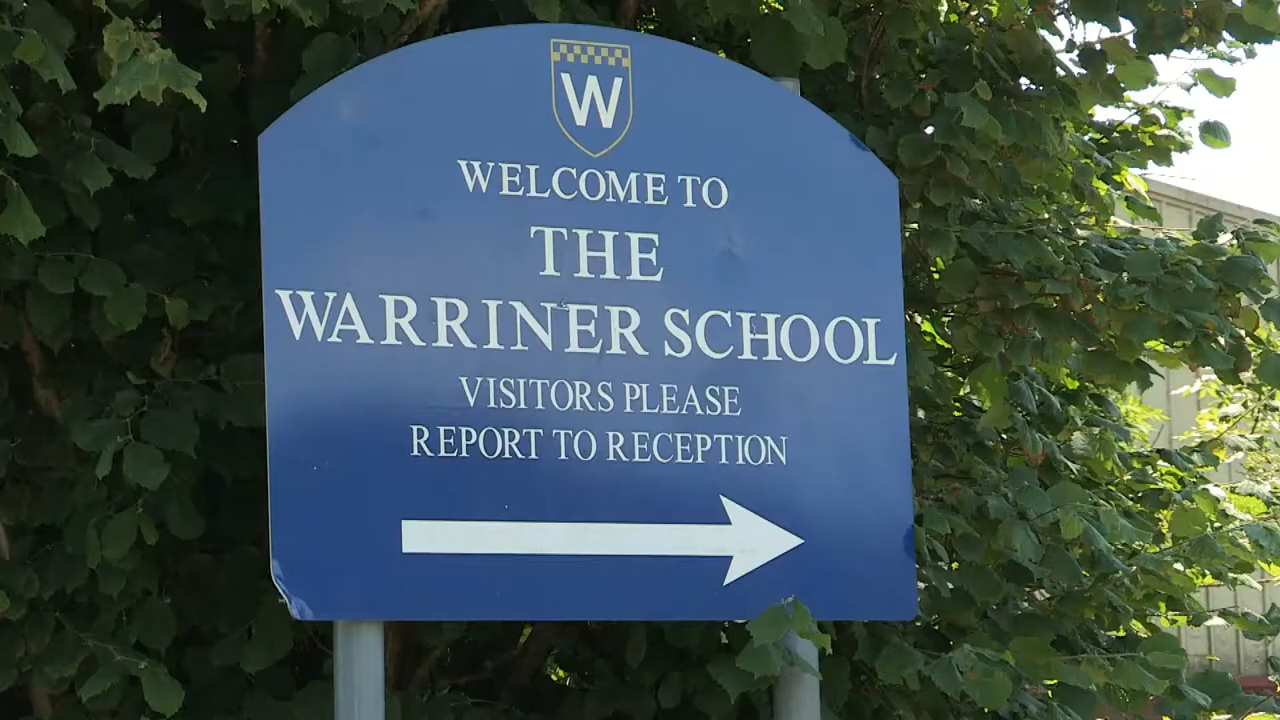 W
WELCOME TO
THE
WARRINER SCHOOL
VISITORS PLEASE
REPORT TO RECEPTION